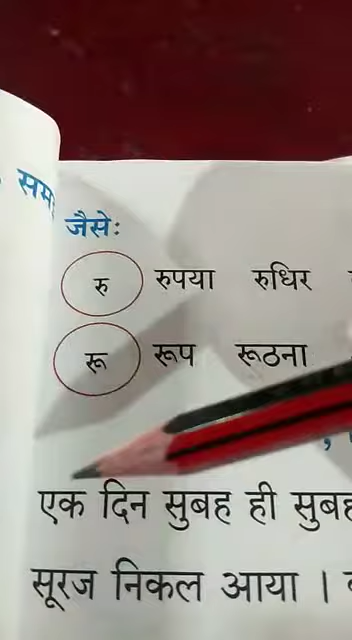 जैसेः
रु रुपया रुधिर
रू रूप रूठना
एक दिन सुबह ही सुबह
सूरज निकल आया ।